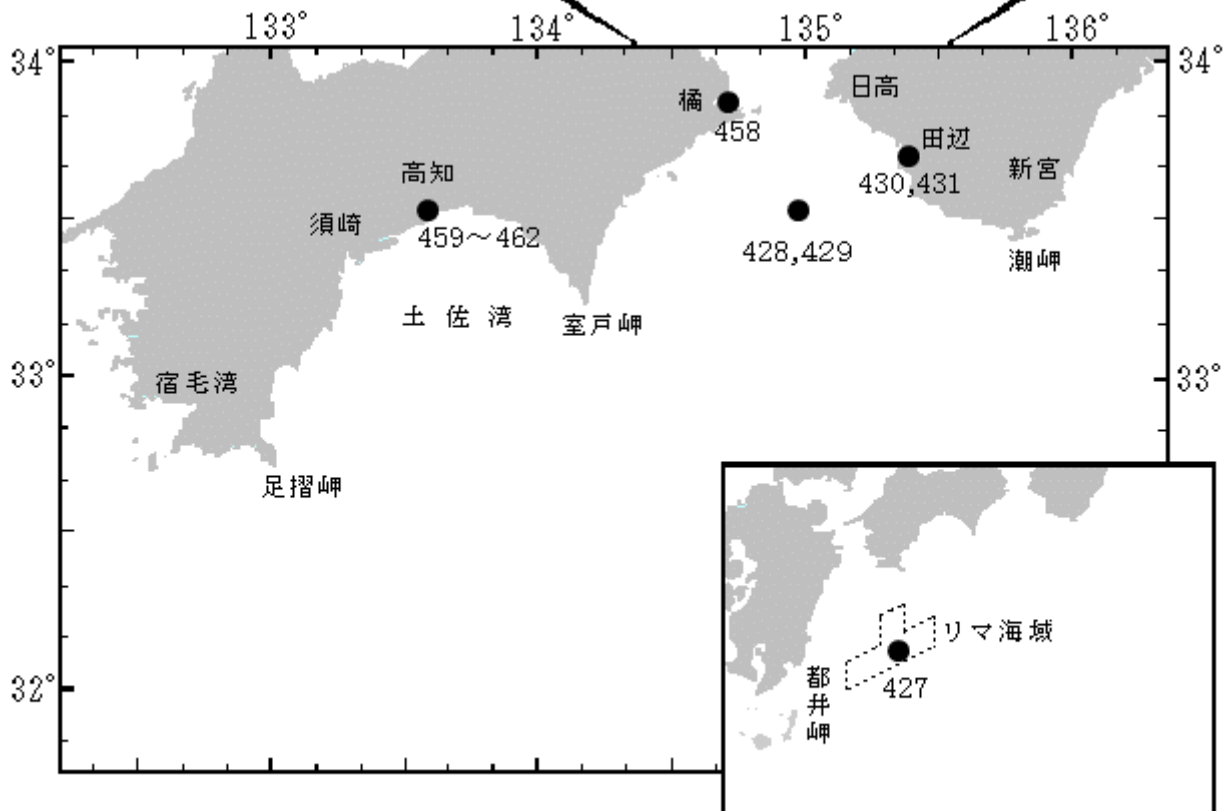 133° 134° 135° 136°
34° 34°
日高
橘
458
田辺
高知
新宮
430,431
須崎
459～462
428,429
潮岬
土佐湾
室戸岬
33° 33°
宿毛湾
足摺岬
リマ海域
都井岬
427
32°